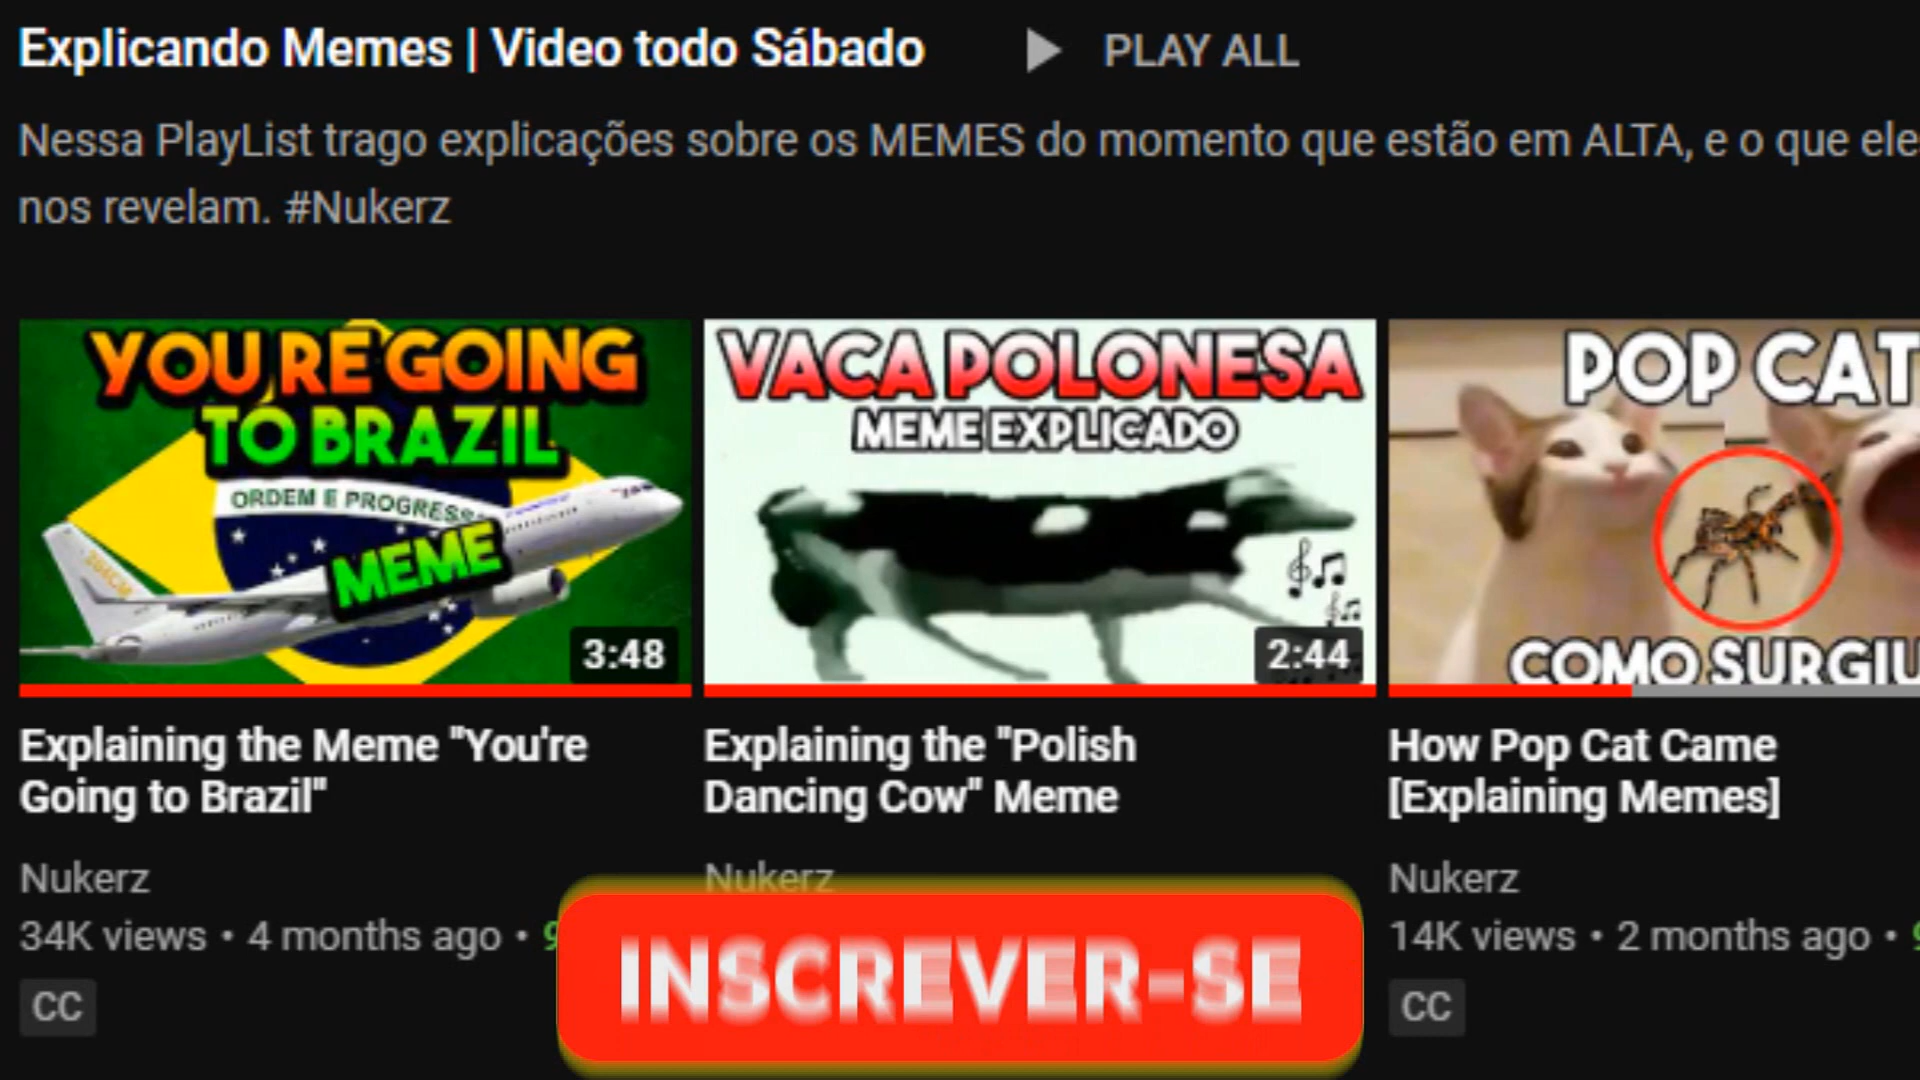 Explicando Memes | Video todo Sábado
PLAY ALL
Nessa PlayList trago explicações sobre os MEMES do momento que estão em ALTA, e o que ele
nos revelam. #Nukerz
YOU RE GOING
TO BRAZIL
ORDEM E PROGRESS
MEME
3:48
VACA POLONESA
MEME EXPLICADO
2:44
POP CAT
COMO SURGIU
Explaining the Meme "You're
Going to Brazil"
Explaining the "Polish
Dancing Cow" Meme
How Pop Cat Came
[Explaining Memes]
Nukerz
Nukerz
Nukerz
34K views • 4 months ago • 9
14K views • 2 months ago •
CC
INSCREVER-SE
CC